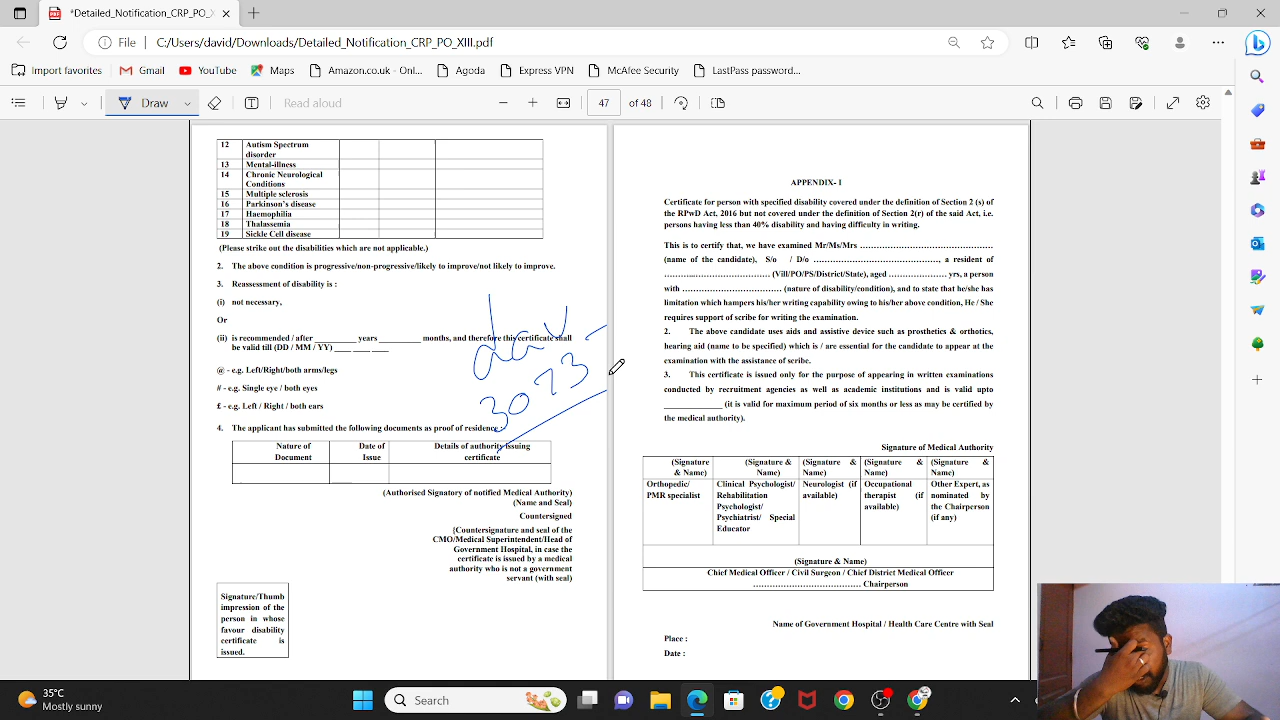 *Detailed_Notification_CRP_PO_X
File C:/Users/david/Downloads/Detailed_Notification_CRP_PO_XIII.pdf
Import favorites Gmail YouTube Maps Amazon.co.uk - Onl... Agoda Express VPN McAfee Security LastPass password...
Draw Read aloud 47 of 48
12 Autism Spectrum
disorder
13 Mental-illness
14 Chronic Neurological
Conditions
15 Multiple sclerosis
16 Parkinson's disease
17 Haemophilia
18 Thalassemia
19 Sickle Cell disease
(Please strike out the disabilities which are not applicable.)
2. The above condition is progressive/non-progressive/likely to improve/not likely to improve.
3. Reassessment of disability is :
(i) not necessary,
Or
(ii) is recommended / after _________ years _________ months, and therefore this certificate shall
be valid till (DD / MM / YY) ____ ____ ____
@ - e.g. Left/Right/both arms/legs
# - e.g. Single eye / both eyes
£ - e.g. Left / Right / both ears
4. The applicant has submitted the following documents as proof of residence
Nature of
Document
Date of
Issue
Details of authority issuing
certificate
(Authorised Signatory of notified Medical Authority)
(Name and Seal)
Countersigned
{Countersignature and seal of the
CMO/Medical Superintendent/Head of
Government Hospital, in case the
certificate is issued by a medical
authority who is not a government
servant (with seal)
Signature/Thumb
impression of the
person in whose
favour disability
certificate is
issued.
dav
3073
APPENDIX- I
Certificate for person with specified disability covered under the definition of Section 2 (s) of
the RPwD Act, 2016 but not covered under the definition of Section 2(r) of the said Act, i.e.
persons having less than 40% disability and having difficulty in writing.
This is to certify that, we have examined Mr/Ms/Mrs ……………………………………
(name of the candidate), S/o / D/o …………………………………, a resident of
………...…………………(Vill/PO/PS/District/State), aged ……………… yrs, a person
with ………………………… (nature of disability/condition), and to state that he/she has
limitation which hampers his/her writing capability owing to his/her above condition, He / She
requires support of scribe for writing the examination.
2. The above candidate uses aids and assistive device such as prosthetics & orthotics,
hearing aid (name to be specified) which is / are essential for the candidate to appear at the
examination with the assistance of scribe.
3. This certificate is issued only for the purpose of appearing in written examinations
conducted by recruitment agencies as well as academic institutions and is valid upto
____________ (it is valid for maximum period of six months or less as may be certified by
the medical authority).
Signature of Medical Authority
(Signature
& Name)
(Signature &
Name)
(Signature &
Name)
(Signature &
Name)
(Signature &
Name)
Orthopedic/
PMR specialist
Clinical Psychologist/
Rehabilitation
Psychologist/
Psychiatrist/ Special
Educator
Neurologist (if
available)
Occupational
therapist (if
available)
Other Expert, as
nominated by
the Chairperson
(if any)
(Signature & Name)
Chief Medical Officer / Civil Surgeon / Chief District Medical Officer
……………………………… Chairperson
Name of Government Hospital / Health Care Centre with Seal
Place :
Date :
35°C
Mostly sunny
Search